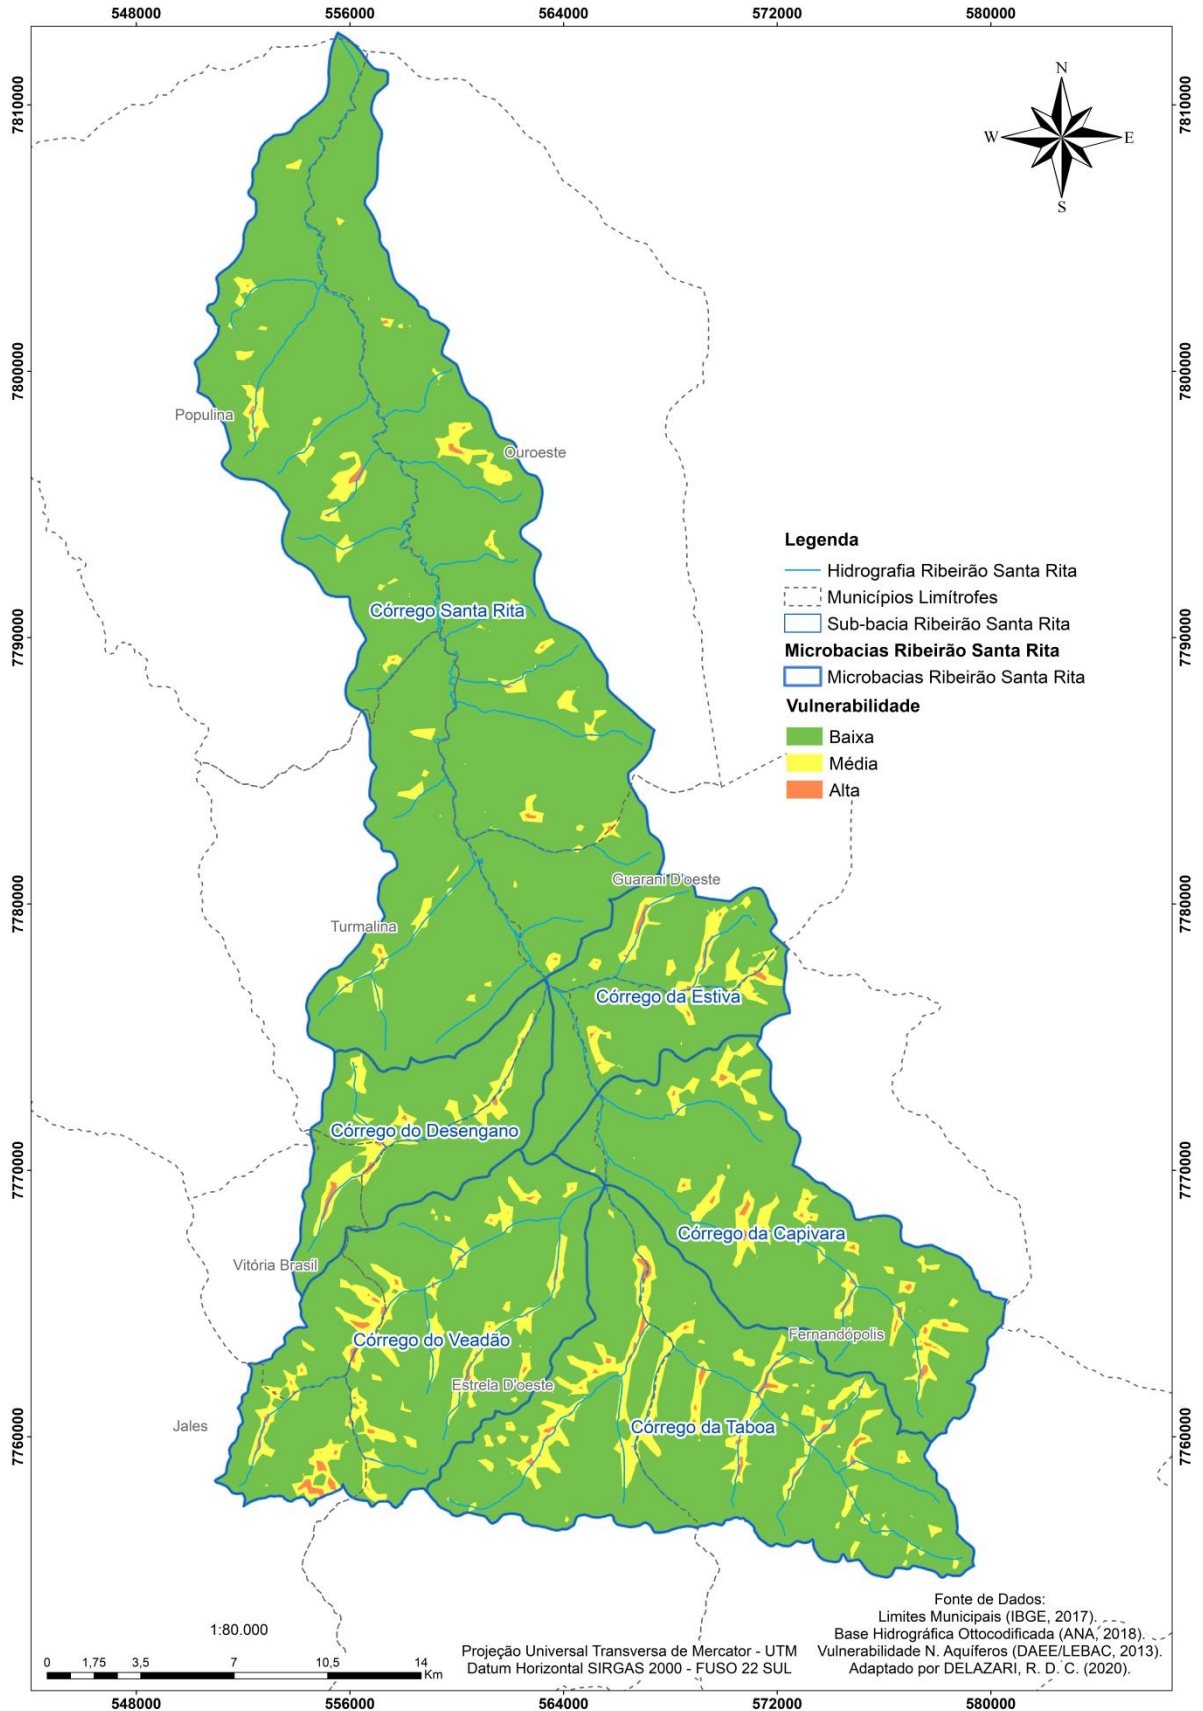 548000 556000 564000 572000 580000
7810000
7810000
N
W E
S
7800000
7800000
Populina
Ouroeste
Legenda
Hidrografia Ribeirão Santa Rita
Municípios Limítrofes
Sub-bacia Ribeirão Santa Rita
Microbacias Ribeirão Santa Rita
Microbacias Ribeirão Santa Rita
Vulnerabilidade
Baixa
Média
Alta
Córrego Santa Rita
7790000
7790000
Guarani D'oeste
7780000
7780000
Turmalina
Córrego da Estiva
Córrego do Desengano
7770000
7770000
Córrego da Capivara
Vitória Brasil
Fernandópolis
Córrego do Veadão
Estrela D'oeste
Jales
Córrego da Taboa
7760000
7760000
1:80.000
0 1,75 3,5 7 10,5 14
Km
Projeção Universal Transversa de Mercator - UTM
Datum Horizontal SIRGAS 2000 - FUSO 22 SUL
Fonte de Dados:
Limites Municipais (IBGE, 2017).
Base Hidrográfica Ottocodificada (ANA, 2018).
Vulnerabilidade N. Aquíferos (DAEE/LEBAC, 2013).
Adaptado por DELAZARI, R. D. C. (2020).
548000 556000 564000 572000 580000